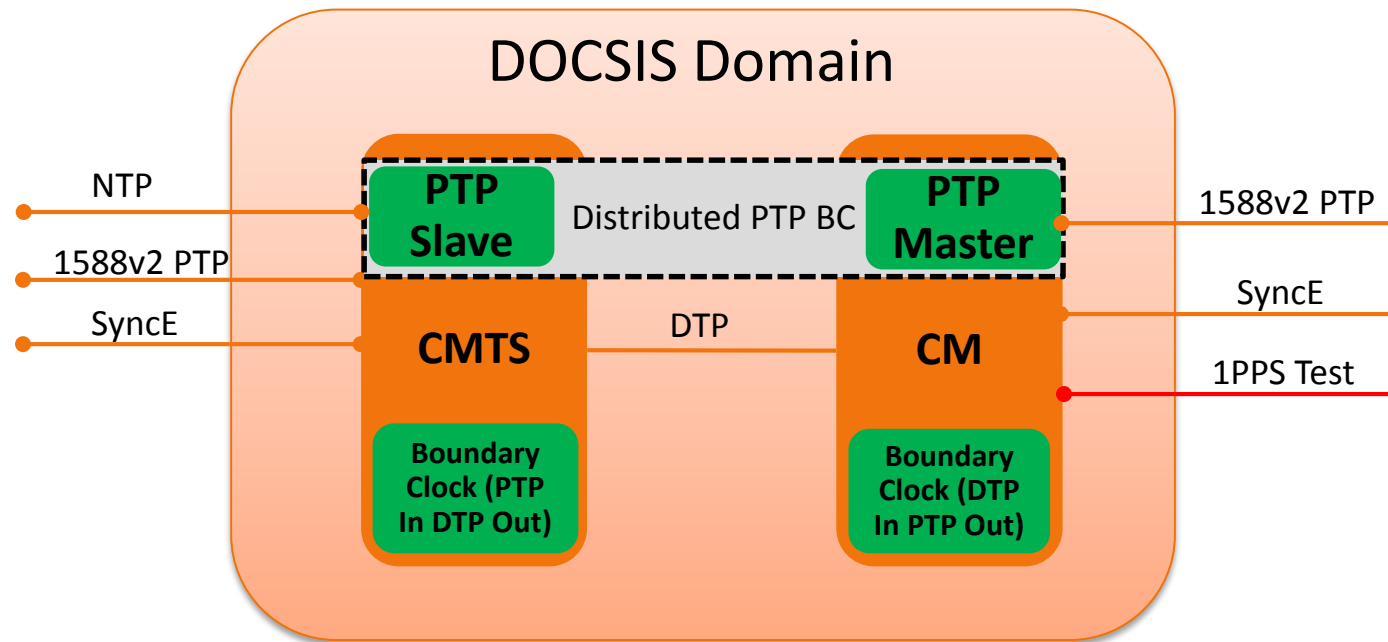 DOCSIS Domain
NTP
1588v2 PTP
SyncE
PTP
Slave
Distributed PTP BC
PTP
Master
CMTS
DTP
CM
Boundary
Clock (PTP
In DTP Out)
Boundary
Clock (DTP
In PTP Out)
1588v2 PTP
SyncE
1PPS Test